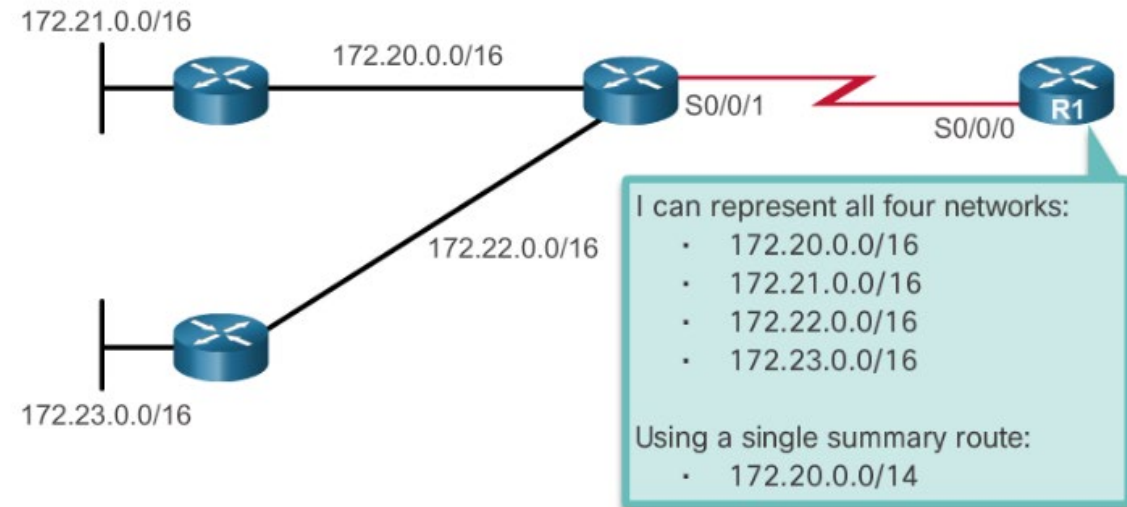 172.21.0.0/16
172.20.0.0/16
S0/0/1
S0/0/0
R1
172.22.0.0/16
172.23.0.0/16
I can represent all four networks:
· 172.20.0.0/16
· 172.21.0.0/16
· 172.22.0.0/16
· 172.23.0.0/16
Using a single summary route:
· 172.20.0.0/14